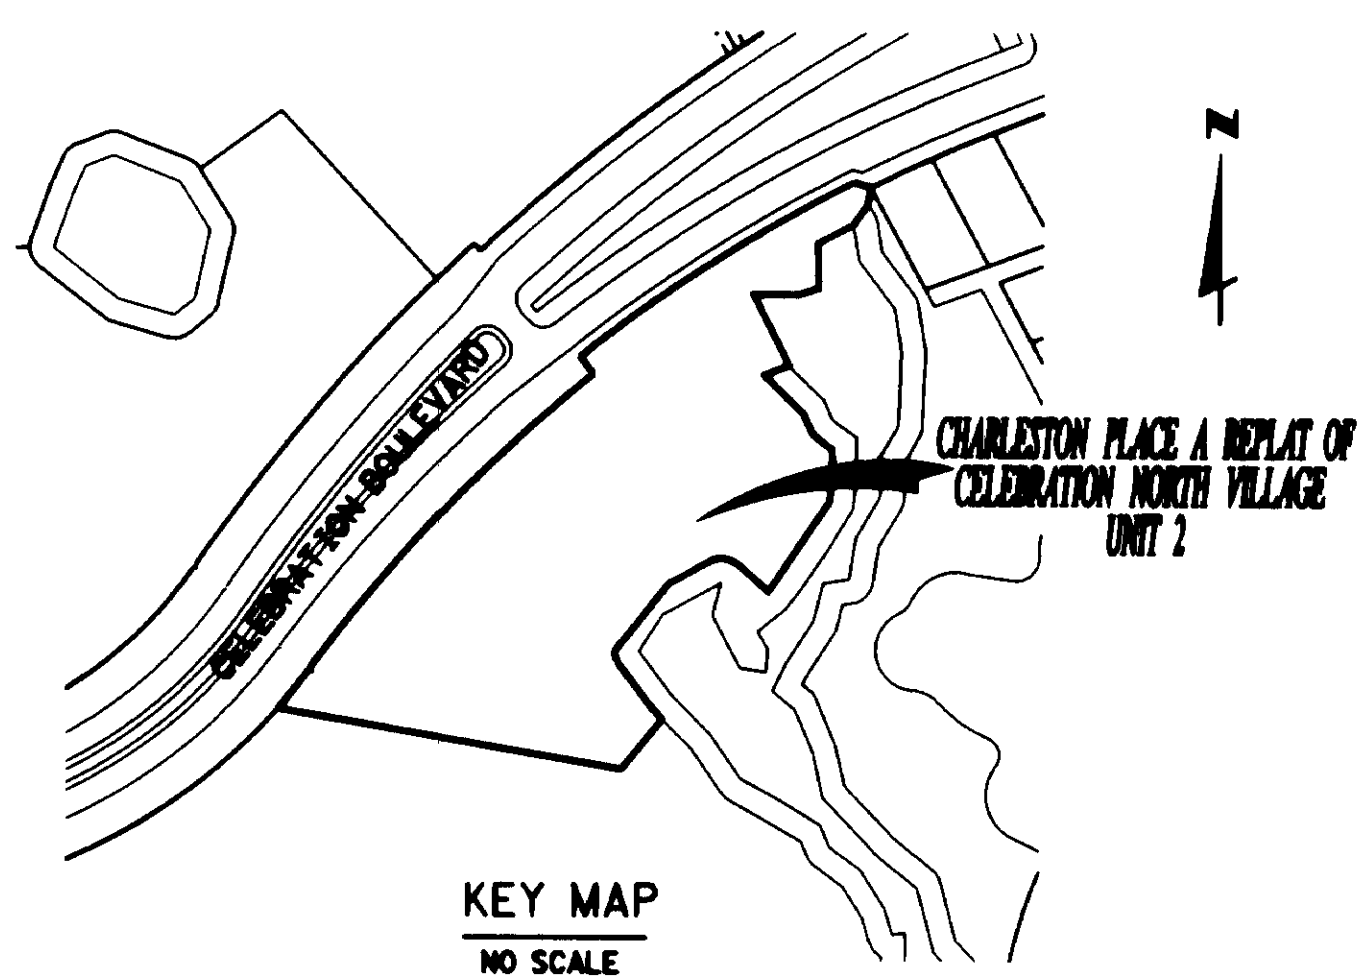 N
CELEBRATION BOULEVARD
CHARLESTON PLACE A REPLAT OF
CELEBRATION NORTH VILLAGE
UNIT 2
KEY MAP
NO SCALE